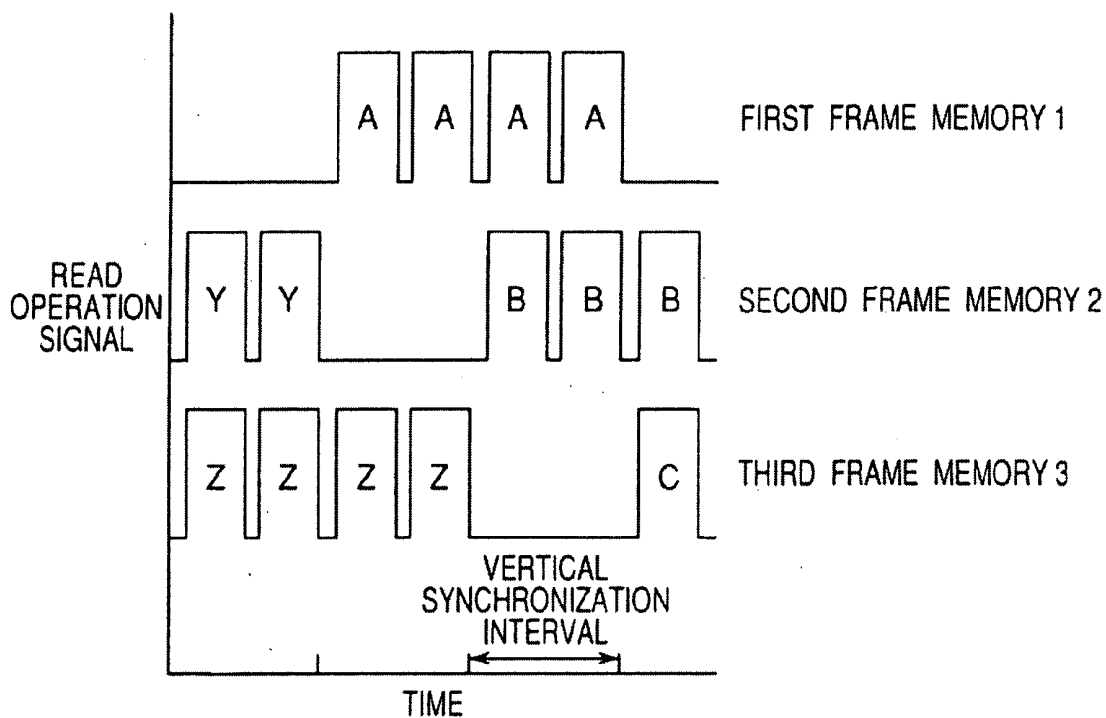 A A A A
FIRST FRAME MEMORY 1
READ
OPERATION
SIGNAL
Y Y B B B
SECOND FRAME MEMORY 2
Z Z Z Z C
THIRD FRAME MEMORY 3
VERTICAL
SYNCHRONIZATION
INTERVAL
TIME